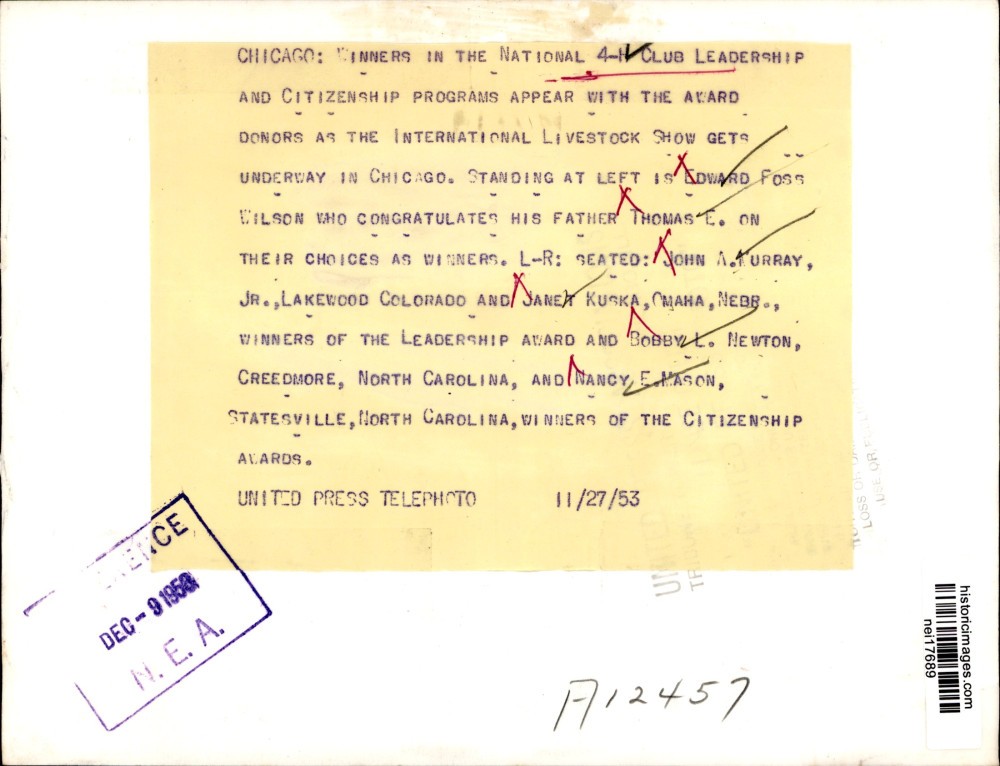 CHICAGO: WINNERS IN THE NATIONAL 4-H CLUB LEADERSHIP
AND CITIZENSHIP PROGRAMS APPEAR WITH THE AWARD
DONORS AS THE INTERNATIONAL LIVESTOCK SHOW GETS
UNDERWAY IN CHICAGO. STANDING AT LEFT IS EDWARD FOSS
WILSON WHO CONGRATULATES HIS FATHER THOMAS E. ON
THEIR CHOICES AS WINNERS. L-R: SEATED: JOHN A. MURRAY,
JR., LAKEWOOD COLORADO AND JANET KUSKA, OMAHA, NEBR.,
WINNERS OF THE LEADERSHIP AWARD AND BOBBY L. NEWTON,
CREEDMORE, NORTH CAROLINA, AND NANCY E. MASON,
STATESVILLE, NORTH CAROLINA, WINNERS OF THE CITIZENSHIP
AWARDS.
UNITED PRESS TELEPHOTO 11/27/53
DEC - 9 1953
N. E. A.
A12457
historicimages.com
nei17689
LOSS OR
UNITED